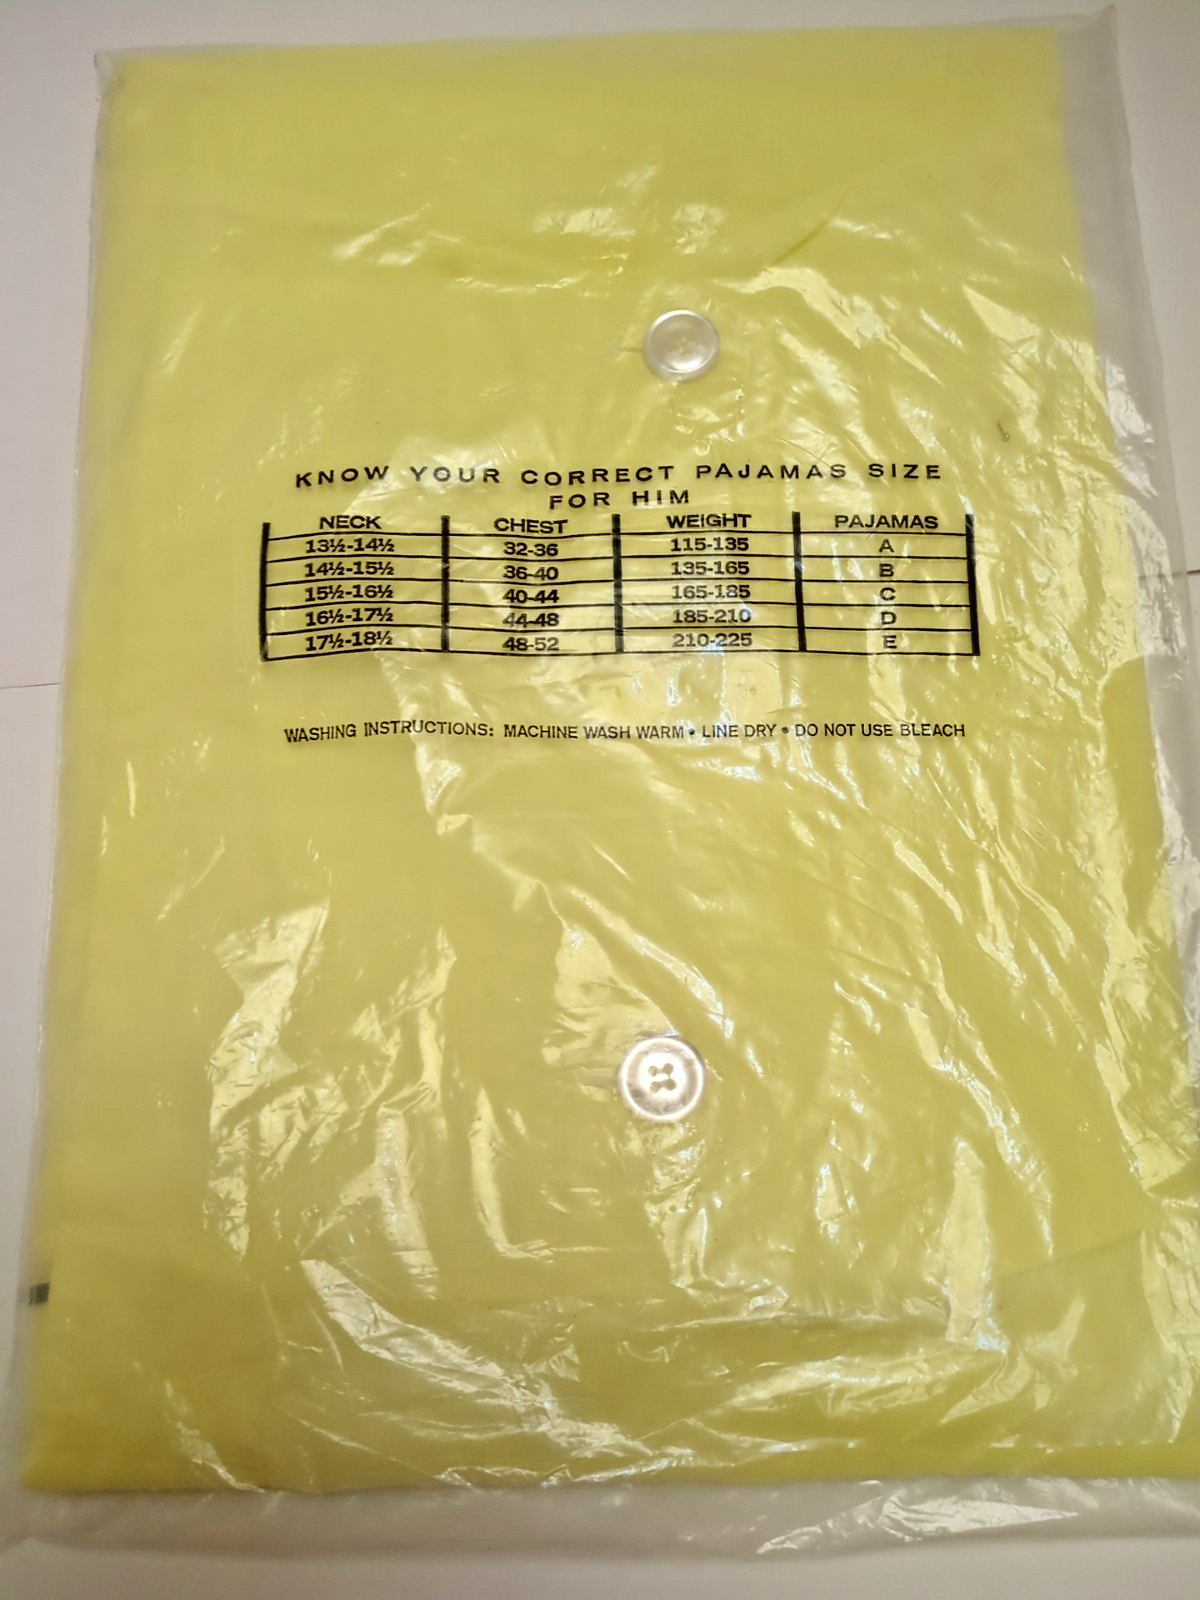 KNOW YOUR CORRECT PAJAMAS SIZE
FOR HIM
NECK CHEST WEIGHT PAJAMAS
13½-14½ 32-36 115-135 A
14½-15½ 36-40 135-165 B
15½-16½ 40-44 165-185 C
16½-17½ 44-48 185-210 D
17½-18½ 48-52 210-225 E
WASHING INSTRUCTIONS: MACHINE WASH WARM • LINE DRY • DO NOT USE BLEACH